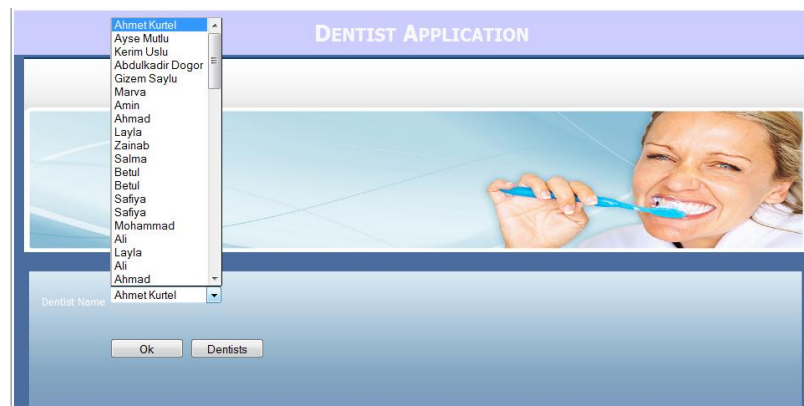 DENTIST APPLICATION
Ahmet Kurtel
Ayse Mutlu
Kerim Uslu
Abdulkadir Dogor
Gizem Saylu
Marva
Amin
Ahmad
Layla
Zainab
Salma
Betul
Betul
Safiya
Safiya
Mohammad
Ali
Layla
Ali
Ahmad
Dentist Name Ahmet Kurtel
Ok Dentists